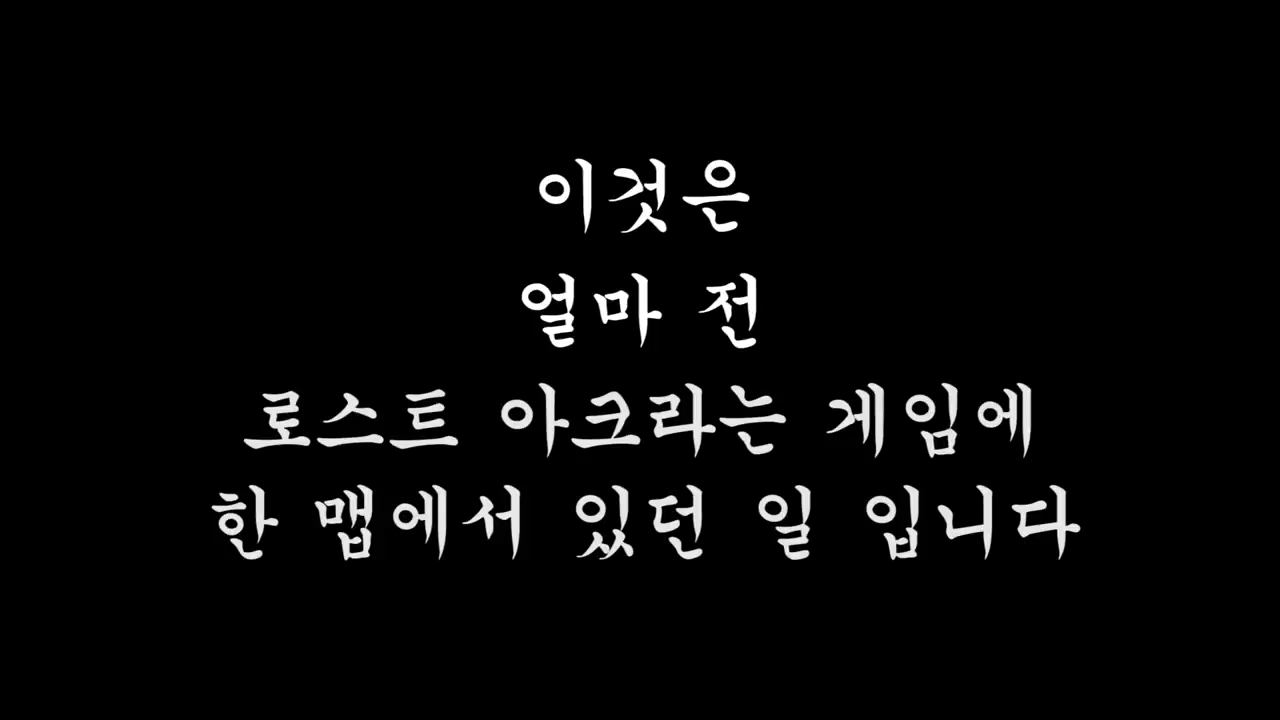 이것은
얼마 전
로스트 아크라는 게임에
한 맵에서 있던 일 입니다